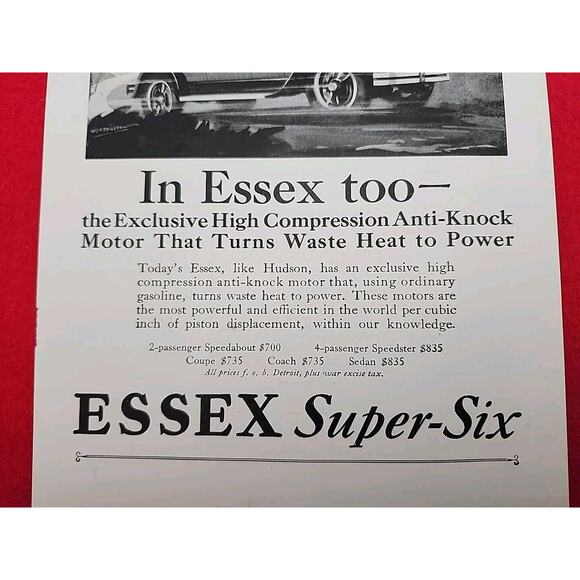 In Essex too—
the Exclusive High Compression Anti-Knock
Motor That Turns Waste Heat to Power
Today's Essex, like Hudson, has an exclusive high
compression anti-knock motor that, using ordinary
gasoline, turns waste heat to power. These motors are
the most powerful and efficient in the world per cubic
inch of piston displacement, within our knowledge.
2-passenger Speedabout $700 4-passenger Speedster $835
Coupe $735 Coach $735 Sedan $835
All prices f. o. b. Detroit, plus war excise tax.
ESSEX Super-Six